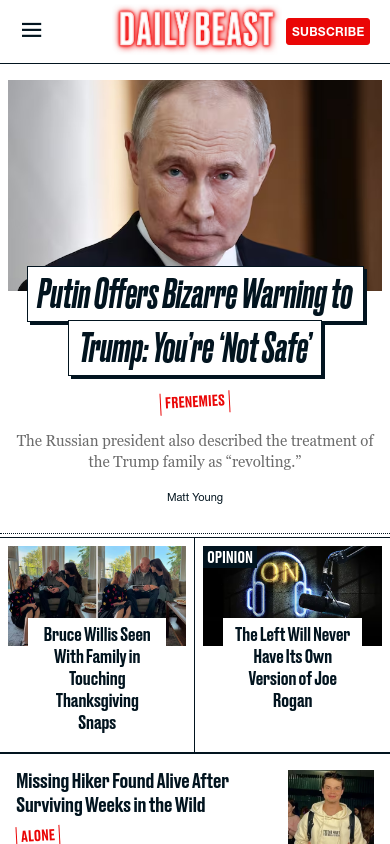 DAILY BEAST
SUBSCRIBE
Putin Offers Bizarre Warning to
Trump: You're ‘Not Safe’
FRENEMIES
The Russian president also described the treatment of
the Trump family as “revolting.”
Matt Young
Bruce Willis Seen
With Family in
Touching
Thanksgiving
Snaps
OPINION
ON
The Left Will Never
Have Its Own
Version of Joe
Rogan
Missing Hiker Found Alive After
Surviving Weeks in the Wild
ALONE